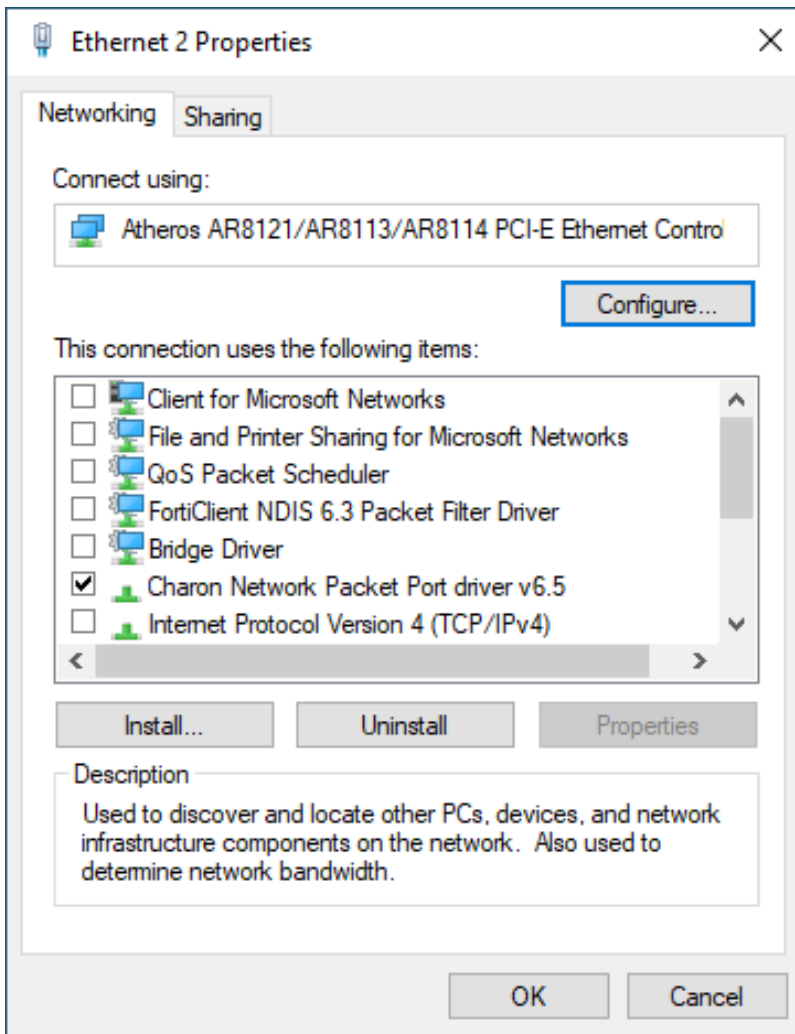 Ethernet 2 Properties
Networking
Sharing
Connect using:
Atheros AR8121/AR8113/AR8114 PCI-E Ethernet Control
Configure...
This connection uses the following items:
Client for Microsoft Networks
File and Printer Sharing for Microsoft Networks
QoS Packet Scheduler
FortiClient NDIS 6.3 Packet Filter Driver
Bridge Driver
Charon Network Packet Port driver v6.5
Internet Protocol Version 4 (TCP/IPv4)
Install...
Uninstall
Properties
Description
Used to discover and locate other PCs, devices, and network
infrastructure components on the network. Also used to
determine network bandwidth.
OK
Cancel